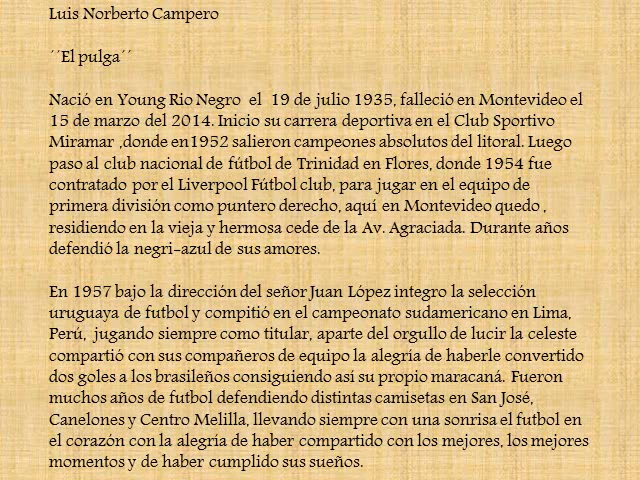 Luis Norberto Campero
´´El pulga´´
Nació en Young Rio Negro el 19 de julio 1935, falleció en Montevideo el
15 de marzo del 2014. Inicio su carrera deportiva en el Club Sportivo
Miramar ,donde en1952 salieron campeones absolutos del litoral. Luego
paso al club nacional de fútbol de Trinidad en Flores, donde 1954 fue
contratado por el Liverpool Fútbol club, para jugar en el equipo de
primera división como puntero derecho, aquí en Montevideo quedo ,
residiendo en la vieja y hermosa cede de la Av. Agraciada. Durante años
defendió la negri-azul de sus amores.
En 1957 bajo la dirección del señor Juan López integro la selección
uruguaya de futbol y compitió en el campeonato sudamericano en Lima,
Perú, jugando siempre como titular, aparte del orgullo de lucir la celeste
compartió con sus compañeros de equipo la alegría de haberle convertido
dos goles a los brasileños consiguiendo así su propio maracaná. Fueron
muchos años de futbol defendiendo distintas camisetas en San José,
Canelones y Centro Melilla, llevando siempre con una sonrisa el futbol en
el corazón con la alegría de haber compartido con los mejores, los mejores
momentos y de haber cumplido sus sueños.